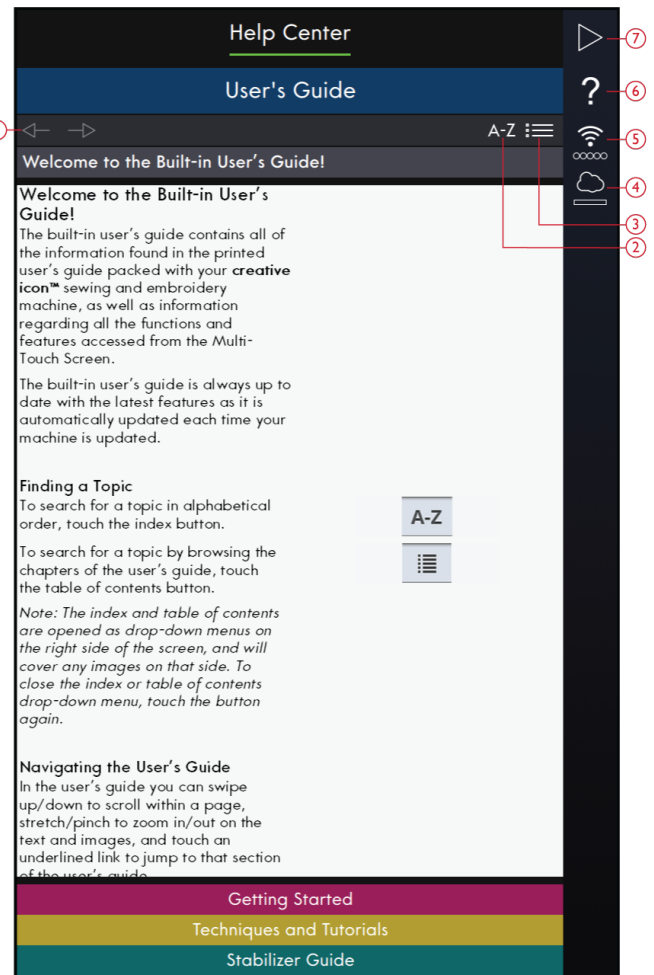 Help Center
User's Guide
A-Z
Welcome to the Built-in User's Guide!
Welcome to the Built-in User's
Guide!
The built-in user's guide contains all of
the information found in the printed
user's guide packed with your creative
icon™ sewing and embroidery
machine, as well as information
regarding all the functions and
features accessed from the Multi-
Touch Screen.
The built-in user's guide is always up to
date with the latest features as it is
automatically updated each time your
machine is updated.
Finding a Topic
To search for a topic in alphabetical
order, touch the index button.
A-Z
To search for a topic by browsing the
chapters of the user's guide, touch
the table of contents button.
Note: The index and table of contents
are opened as drop-down menus on
the right side of the screen, and will
cover any images on that side. To
close the index or table of contents
drop-down menu, touch the button
again.
Navigating the User's Guide
In the user's guide you can swipe
up/down to scroll within a page,
stretch/pinch to zoom in/out on the
text and images, and touch an
underlined link to jump to that section
of the user's guide
Getting Started
Techniques and Tutorials
Stabilizer Guide
7
?
6
5
4
3
2